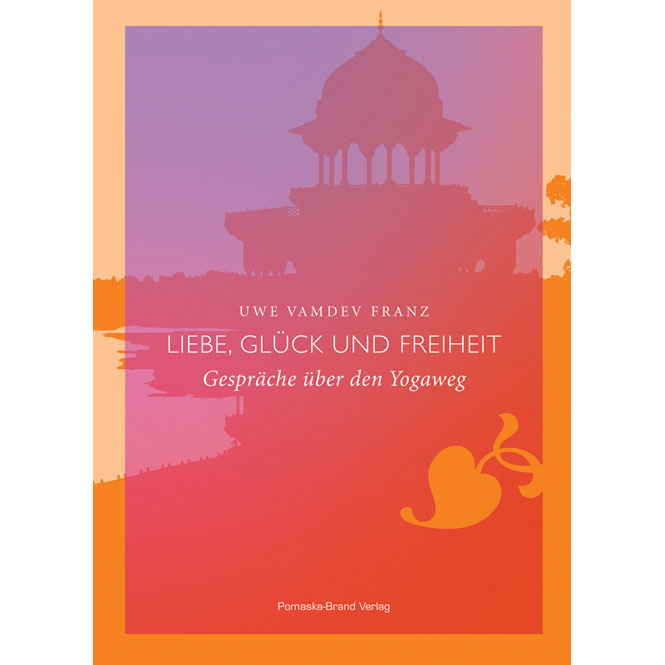 UWE VAMDEV FRANZ
LIEBE, GLÜCK UND FREIHEIT
Gespräche über den Yogaweg
Pomaska-Brand Verlag